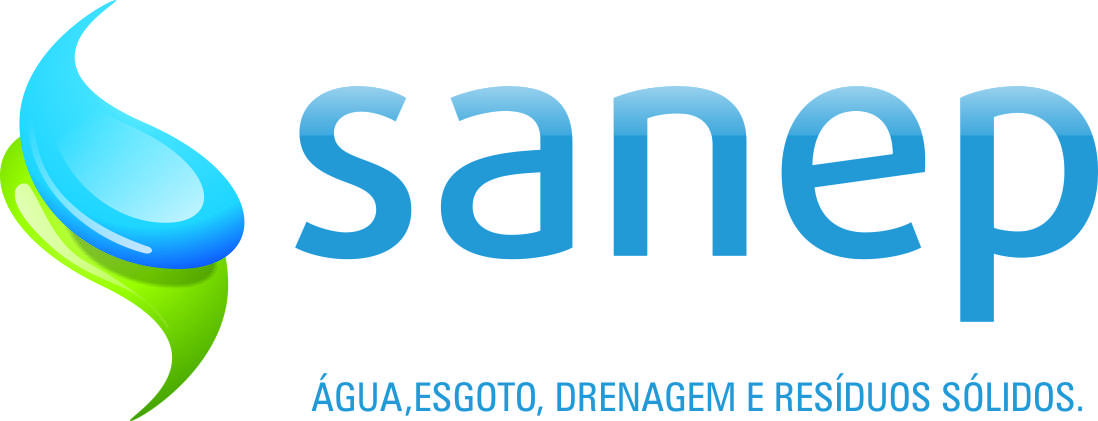 sanep
ÁGUA,ESGOTO, DRENAGEM E RESÍDUOS SÓLIDOS.